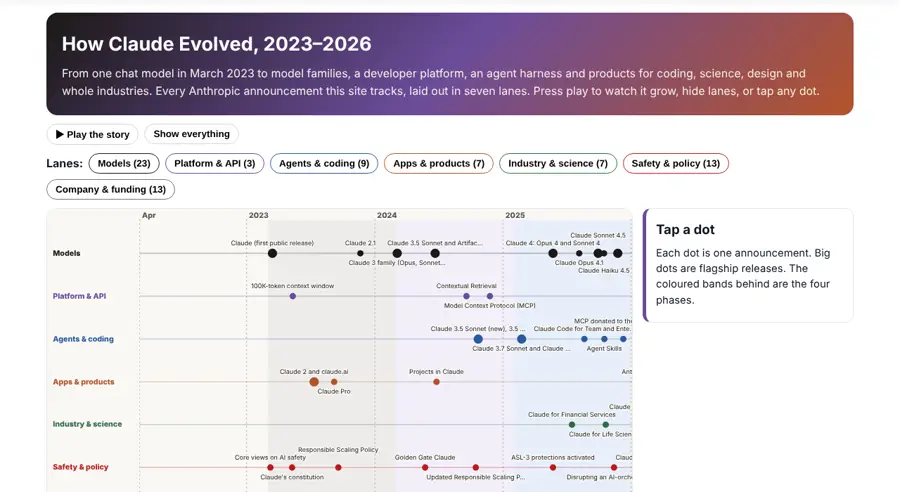 How Claude Evolved, 2023–2026
From one chat model in March 2023 to model families, a developer platform, an agent harness and products for coding, science, design and
whole industries. Every Anthropic announcement this site tracks, laid out in seven lanes. Press play to watch it grow, hide lanes, or tap any dot.
▶ Play the story
Show everything
Lanes:
Models (23)
Platform & API (3)
Agents & coding (9)
Apps & products (7)
Industry & science (7)
Safety & policy (13)
Company & funding (13)
Apr
2023
2024
2025
Models
Claude (first public release)
Claude 2.1
Claude 3 family (Opus, Sonnet…
Claude 3.5 Sonnet and Artifac…
Claude 4: Opus 4 and Sonnet 4
Claude Opus 4.1
Claude Sonnet 4.5
Claude Haiku 4.5
Platform & API
100K-token context window
Contextual Retrieval
Model Context Protocol (MCP)
Agents & coding
Claude 3.5 Sonnet (new), 3.5 …
Claude 3.7 Sonnet and Claude …
Claude Code for Team and Ente…
Agent Skills
MCP donated to the
Apps & products
Claude 2 and claude.ai
Claude Pro
Projects in Claude
Ant
Industry & science
Claude for Financial Services
Claude for Life Scien
Claude
Safety & policy
Core views on AI safety
Claude's constitution
Responsible Scaling Policy
Golden Gate Claude
Updated Responsible Scaling P…
ASL-3 protections activated
Disrupting an AI-orch
Claud
Tap a dot
Each dot is one announcement. Big
dots are flagship releases. The
coloured bands behind are the four
phases.